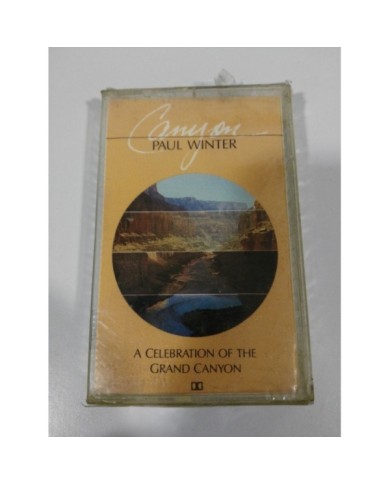 Canyon
PAUL WINTER
A CELEBRATION OF THE
GRAND CANYON